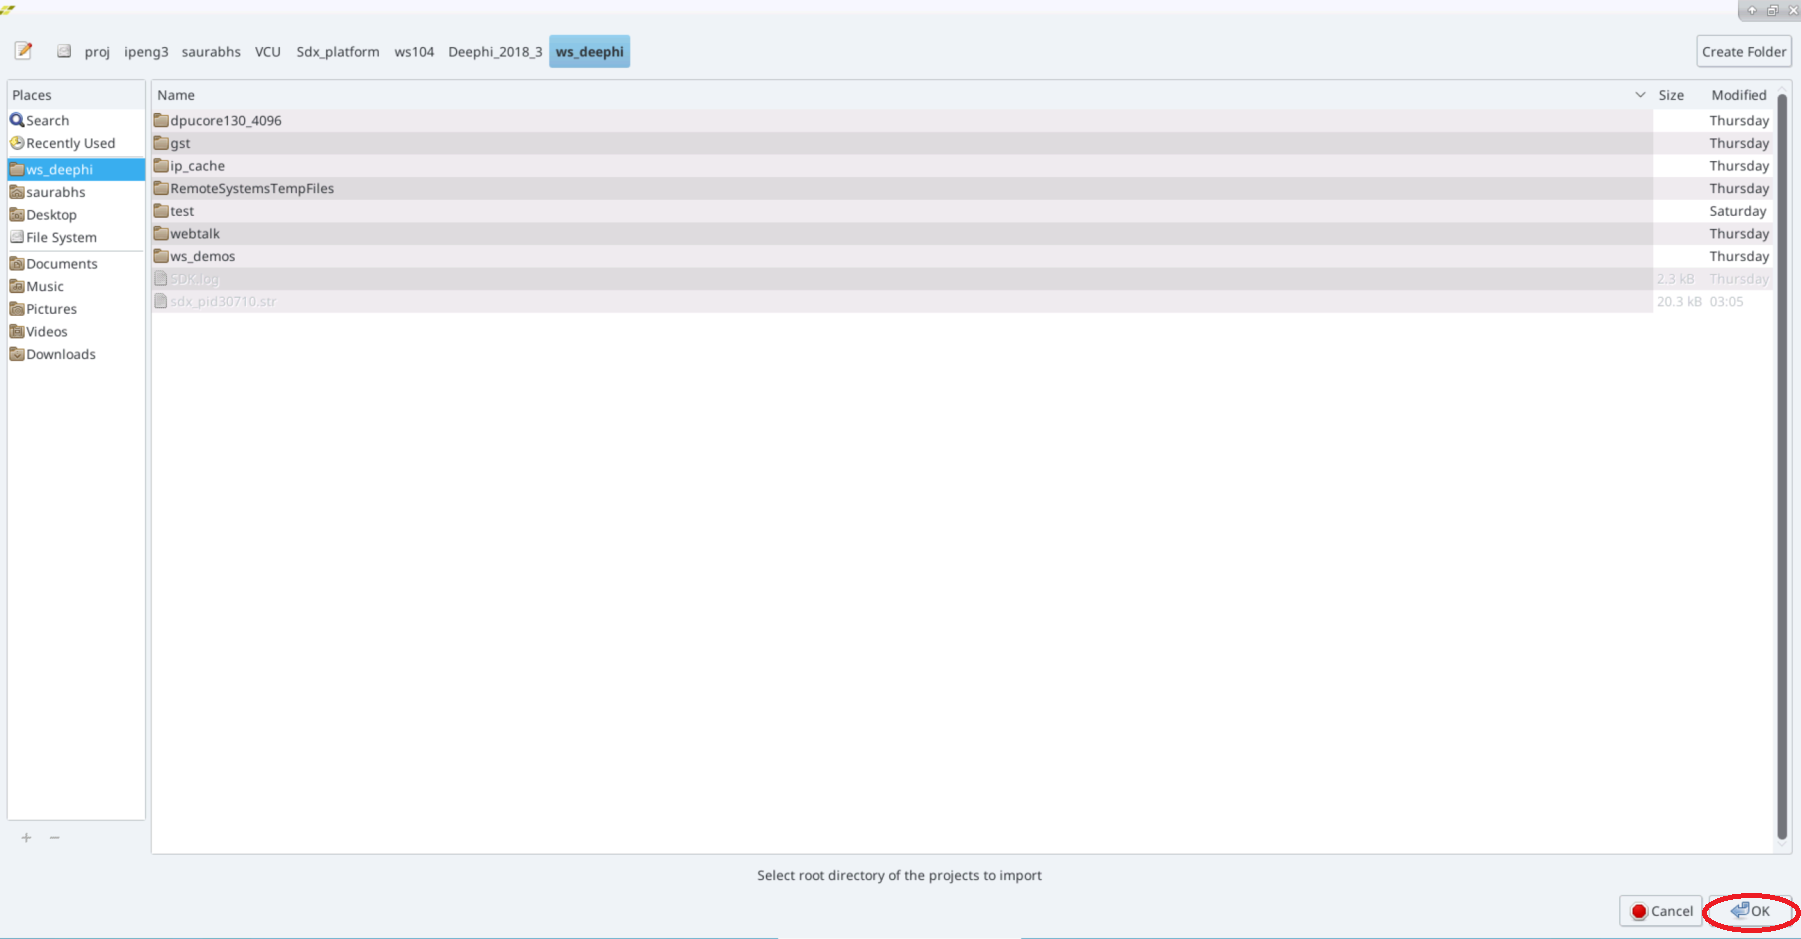 proj ipeng3 saurabhs VCU Sdx_platform ws104 Deephi_2018_3 ws_deephi Create Folder
Places
Search
Recently Used
ws_deephi
saurabhs
Desktop
File System
Documents
Music
Pictures
Videos
Downloads
Name Size Modified
dpucore130_4096 Thursday
gst Thursday
ip_cache Thursday
RemoteSystemsTempFiles Thursday
test Saturday
webtalk Thursday
ws_demos Thursday
SDK.log 2.3 kB Thursday
sdx_pid30710.str 20.3 kB 03:05
Select root directory of the projects to import
Cancel OK